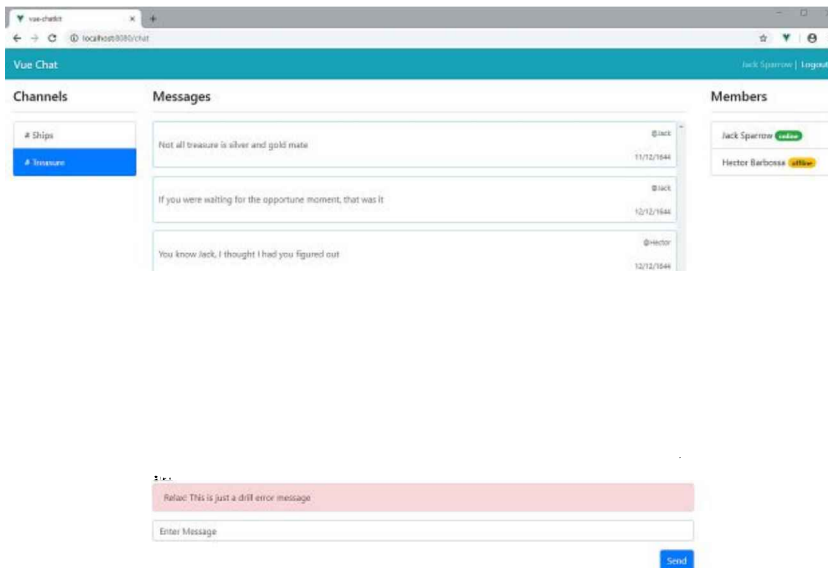 vue-chatkit
localhost:8080/chat
Vue Chat
Jack Sparrow | Logout
Channels
# Ships
# Treasure
Messages
Not all treasure is silver and gold mate
@Jack
11/12/1644
If you were waiting for the opportune moment, that was it
@Jack
12/12/1644
You know Jack, I thought I had you figured out
@Hector
12/12/1644
Members
Jack Sparrow online
Hector Barbossa offline
Relax! This is just a drill error message
Enter Message
Send